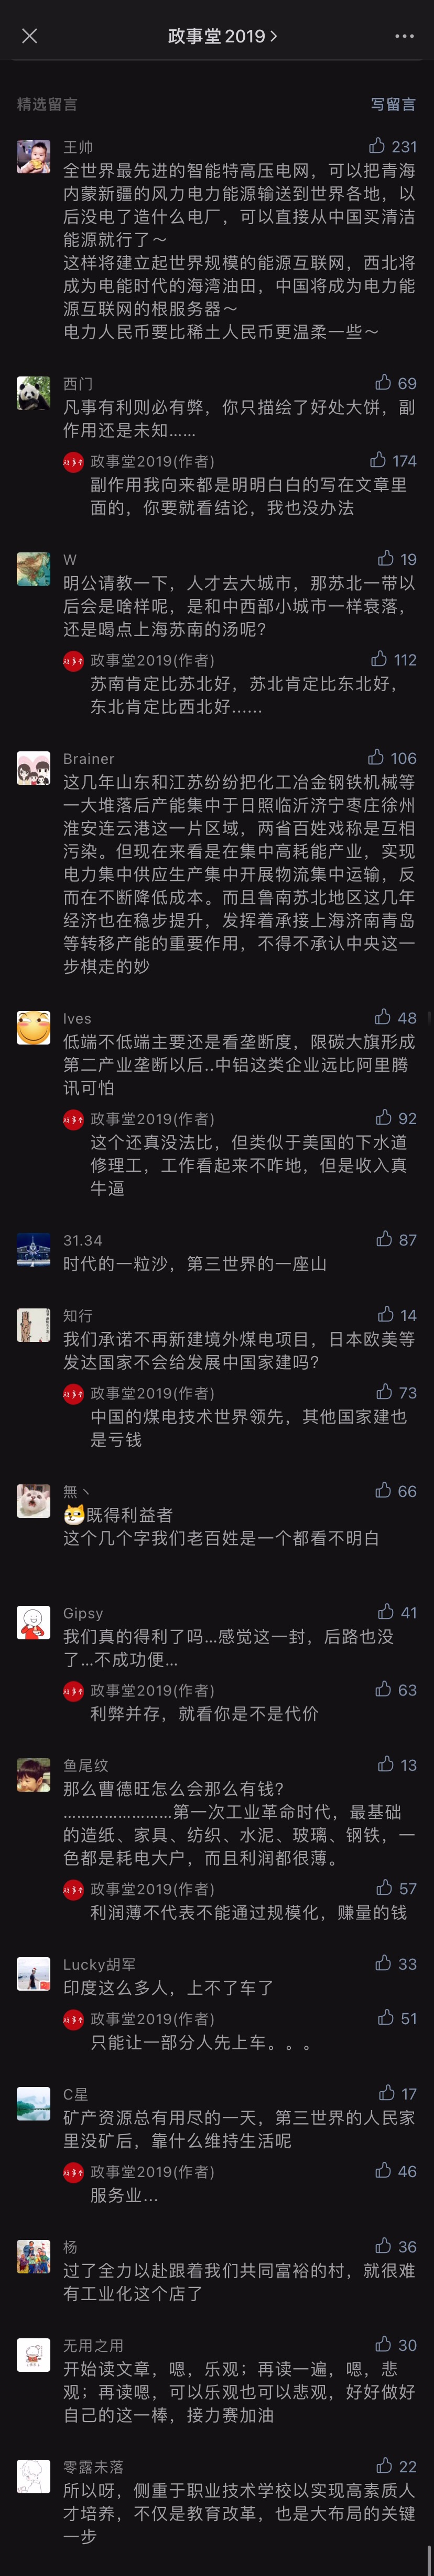 政事堂2019
精选留言
写留言
王帅
231
全世界最先进的智能特高压电网，可以把青海
内蒙新疆的风力电力能源输送到世界各地，以
后没电了造什么电厂，可以直接从中国买清洁
能源就行了～
这样将建立起世界规模的能源互联网，西北将
成为电能时代的海湾油田，中国将成为电力能
源互联网的根服务器～
电力人民币要比稀土人民币更温柔一些～
西门
69
凡事有利则必有弊，你只描绘了好处大饼，副
作用还是未知……
政事堂2019(作者)
174
副作用我向来都是明明白白的写在文章里
面的，你要就看结论，我也没办法
W
19
明公请教一下，人才去大城市，那苏北一带以
后会是啥样呢，是和中西部小城市一样衰落，
还是喝点上海苏南的汤呢?
政事堂2019(作者)
112
苏南肯定比苏北好，苏北肯定比东北好，
东北肯定比西北好......
Brainer
106
这几年山东和江苏纷纷把化工冶金钢铁机械等
一大堆落后产能集中于日照临沂济宁枣庄徐州
淮安连云港这一片区域，两省百姓戏称是互相
污染。但现在来看是在集中高耗能产业，实现
电力集中供应生产集中开展物流集中运输，反
而在不断降低成本。而且鲁南苏北地区这几年
经济也在稳步提升，发挥着承接上海济南青岛
等转移产能的重要作用，不得不承认中央这一
步棋走的妙
Ives
48
低端不低端主要还是看垄断度，限碳大旗形成
第二产业垄断以后..中铝这类企业远比阿里腾
讯可怕
政事堂2019(作者)
92
这个还真没法比，但类似于美国的下水道
修理工，工作看起来不咋地，但是收入真
牛逼
31.34
87
时代的一粒沙，第三世界的一座山
知行
14
我们承诺不再新建境外煤电项目，日本欧美等
发达国家不会给发展中国家建吗?
政事堂2019(作者)
73
中国的煤电技术世界领先，其他国家建也
是亏钱
無丶
66
既得利益者
这个几个字我们老百姓是一个都看不明白
Gipsy
41
我们真的得利了吗...感觉这一封，后路也没
了...不成功便...
政事堂2019(作者)
63
利弊并存，就看你是不是代价
鱼尾纹
13
那么曹德旺怎么会那么有钱?
……………………第一次工业革命时代，最基础
的造纸、家具、纺织、水泥、玻璃、钢铁，一
色都是耗电大户，而且利润都很薄。
政事堂2019(作者)
57
利润薄不代表不能通过规模化，赚量的钱
Lucky胡军
33
印度这么多人，上不了车了
政事堂2019(作者)
51
只能让一部分人先上车。。。
C星
17
矿产资源总有用尽的一天，第三世界的人民家
里没矿后，靠什么维持生活呢
政事堂2019(作者)
46
服务业...
杨
36
过了全力以赴跟着我们共同富裕的村，就很难
有工业化这个店了
无用之用
30
开始读文章，嗯，乐观；再读一遍，嗯，悲
观；再读嗯，可以乐观也可以悲观，好好做好
自己的这一棒，接力赛加油
零露未落
22
所以呀，侧重于职业技术学校以实现高素质人
才培养，不仅是教育改革，也是大布局的关键
一步